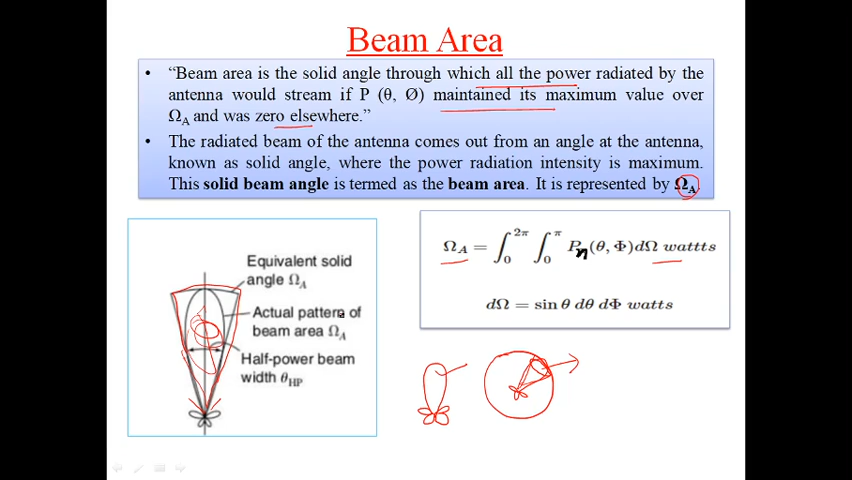 Beam Area
• “Beam area is the solid angle through which all the power radiated by the
antenna would stream if P (θ, Ø) maintained its maximum value over
Ω_A and was zero elsewhere.”
• The radiated beam of the antenna comes out from an angle at the antenna,
known as solid angle, where the power radiation intensity is maximum.
This solid beam angle is termed as the beam area. It is represented by Ω_A.
Equivalent solid
angle Ω_A
Actual pattern of
beam area Ω_A
Half-power beam
width θ_HP
Ω_A = ∫_0^{2π} ∫_0^π P_n(θ, Φ)dΩ wattts
dΩ = sin θ dθ dΦ watts